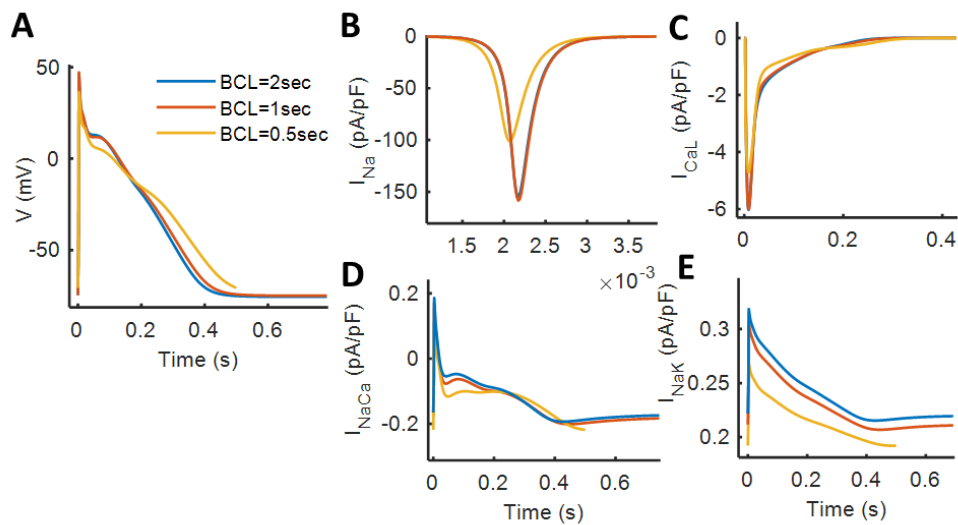 A
50
0
-50
V (mV)
0 0.2 0.4 0.6
Time (s)
BCL=2sec
BCL=1sec
BCL=0.5sec
B
0
-50
-100
-150
I_Na (pA/pF)
1.5 2 2.5 3 3.5
×10^-3
C
0
-2
-4
-6
I_CaL (pA/pF)
0 0.2 0.4
D
0.2
0
-0.2
I_NaCa (pA/pF)
0 0.2 0.4 0.6
Time (s)
E
0.3
0.25
0.2
I_NaK (pA/pF)
0 0.2 0.4 0.6
Time (s)